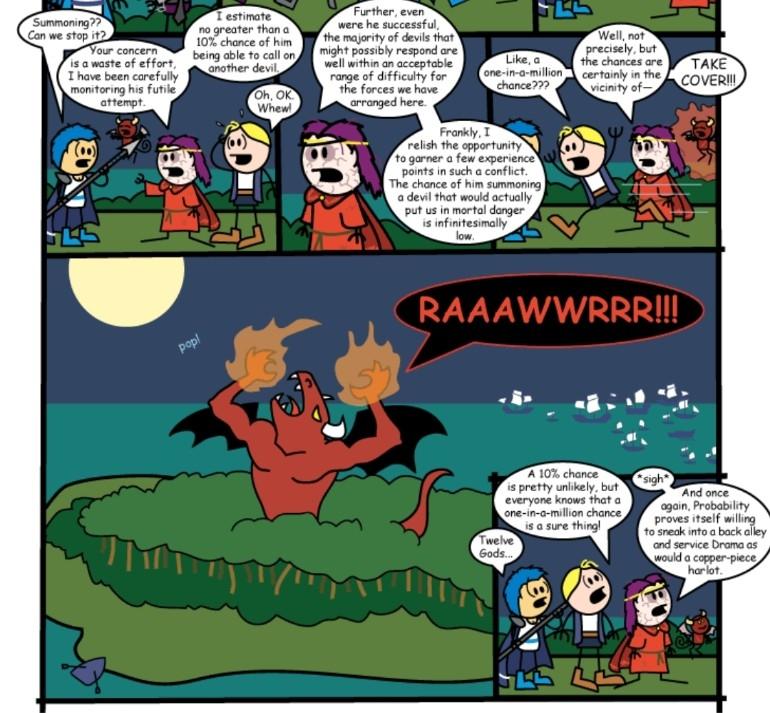 Summoning??
Can we stop it?
Your concern
is a waste of effort,
I have been carefully
monitoring his futile
attempt.
I estimate
no greater than a
10% chance of him
being able to call on
another devil.
Oh, OK.
Whew!
Further, even
were he successful,
the majority of devils that
might possibly respond are
well within an acceptable
range of difficulty for
the forces we have
arranged here.
Frankly, I
relish the opportunity
to garner a few experience
points in such a conflict.
The chance of him summoning
a devil that would actually
put us in mortal danger
is infinitesimally
low.
Like, a
one-in-a-million
chance???
Well, not
precisely, but
the chances are
certainly in the
vicinity of—
TAKE
COVER!!!
pop!
RAAAWWRRR!!!
Twelve
Gods...
A 10% chance
is pretty unlikely, but
everyone knows that a
one-in-a-million chance
is a sure thing!
*sigh*
And once
again, Probability
proves itself willing
to sneak into a back alley
and service Drama as
would a copper-piece
harlot.